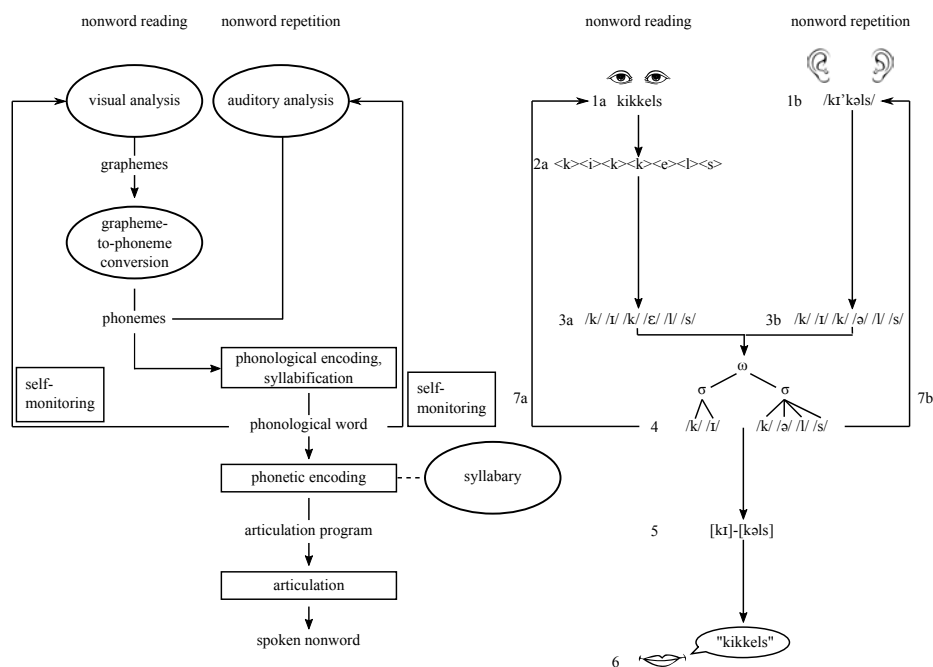 nonword reading
nonword repetition
visual analysis
auditory analysis
graphemes
grapheme-
to-phoneme
conversion
phonemes
phonological encoding,
syllabification
self-
monitoring
self-
monitoring
phonological word
phonetic encoding
syllabary
articulation program
articulation
spoken nonword
nonword reading
nonword repetition
1a kikkels
1b /kɪ'kəls/
2a <k><i><k><k><e><l><s>
3a /k/ /ɪ/ /k/ /ɛ/ /l/ /s/
3b /k/ /ɪ/ /k/ /ə/ /l/ /s/
ω
σ σ
7a
7b
4 /k/ /ɪ/ /k/ /ə/ /l/ /s/
5 [kɪ]-[kəls]
6 "kikkels"